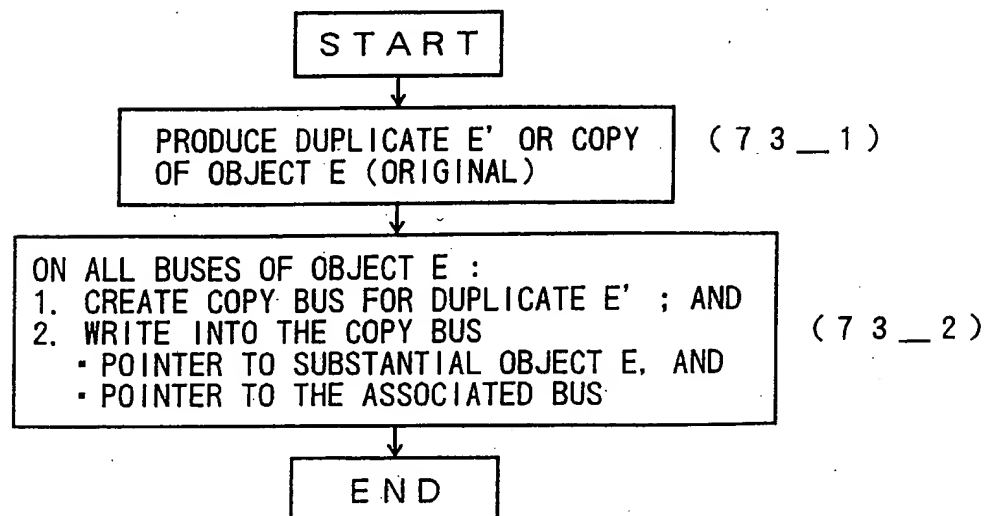 START
PRODUCE DUPLICATE E' OR COPY
OF OBJECT E (ORIGINAL)
(73_1)
ON ALL BUSES OF OBJECT E :
1. CREATE COPY BUS FOR DUPLICATE E' ; AND
2. WRITE INTO THE COPY BUS
▪ POINTER TO SUBSTANTIAL OBJECT E, AND
▪ POINTER TO THE ASSOCIATED BUS
(73_2)
END